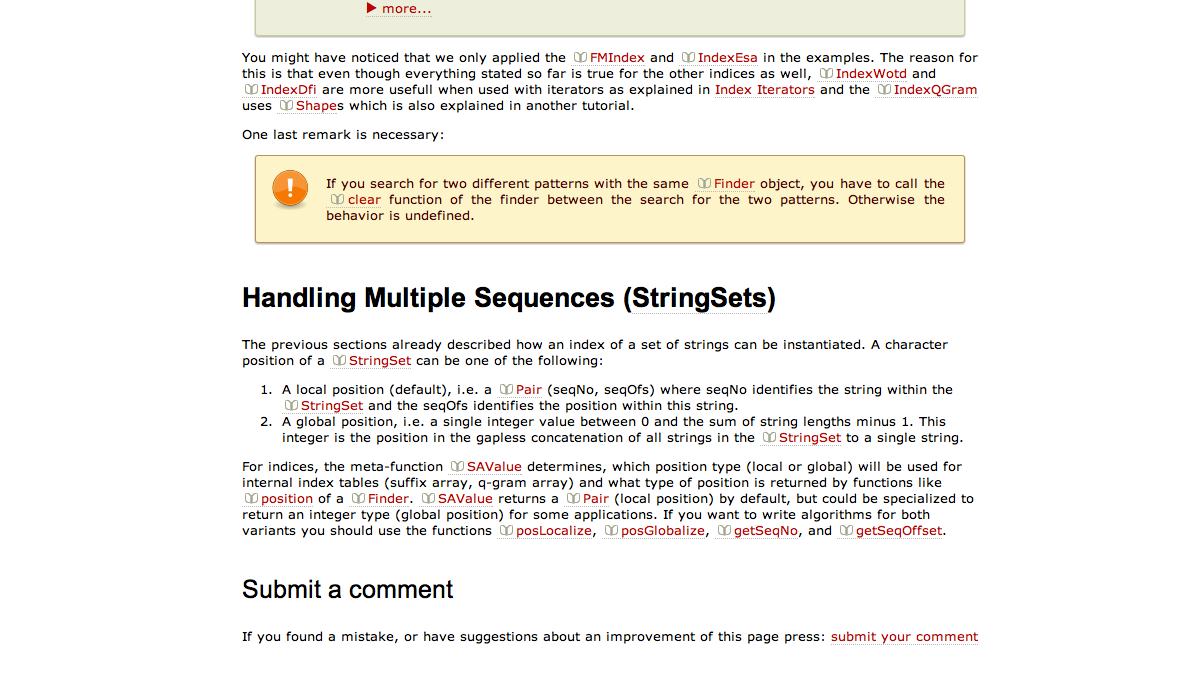 more...
You might have noticed that we only applied the FMIndex and IndexEsa in the examples. The reason for
this is that even though everything stated so far is true for the other indices as well, IndexWotd and
IndexDfi are more usefull when used with iterators as explained in Index Iterators and the IndexQGram
uses Shapes which is also explained in another tutorial.
One last remark is necessary:
If you search for two different patterns with the same Finder object, you have to call the
clear function of the finder between the search for the two patterns. Otherwise the
behavior is undefined.
Handling Multiple Sequences (StringSets)
The previous sections already described how an index of a set of strings can be instantiated. A character
position of a StringSet can be one of the following:
1. A local position (default), i.e. a Pair (seqNo, seqOfs) where seqNo identifies the string within the
StringSet and the seqOfs identifies the position within this string.
2. A global position, i.e. a single integer value between 0 and the sum of string lengths minus 1. This
integer is the position in the gapless concatenation of all strings in the StringSet to a single string.
For indices, the meta-function SAValue determines, which position type (local or global) will be used for
internal index tables (suffix array, q-gram array) and what type of position is returned by functions like
position of a Finder. SAValue returns a Pair (local position) by default, but could be specialized to
return an integer type (global position) for some applications. If you want to write algorithms for both
variants you should use the functions posLocalize, posGlobalize, getSeqNo, and getSeqOffset.
Submit a comment
If you found a mistake, or have suggestions about an improvement of this page press: submit your comment